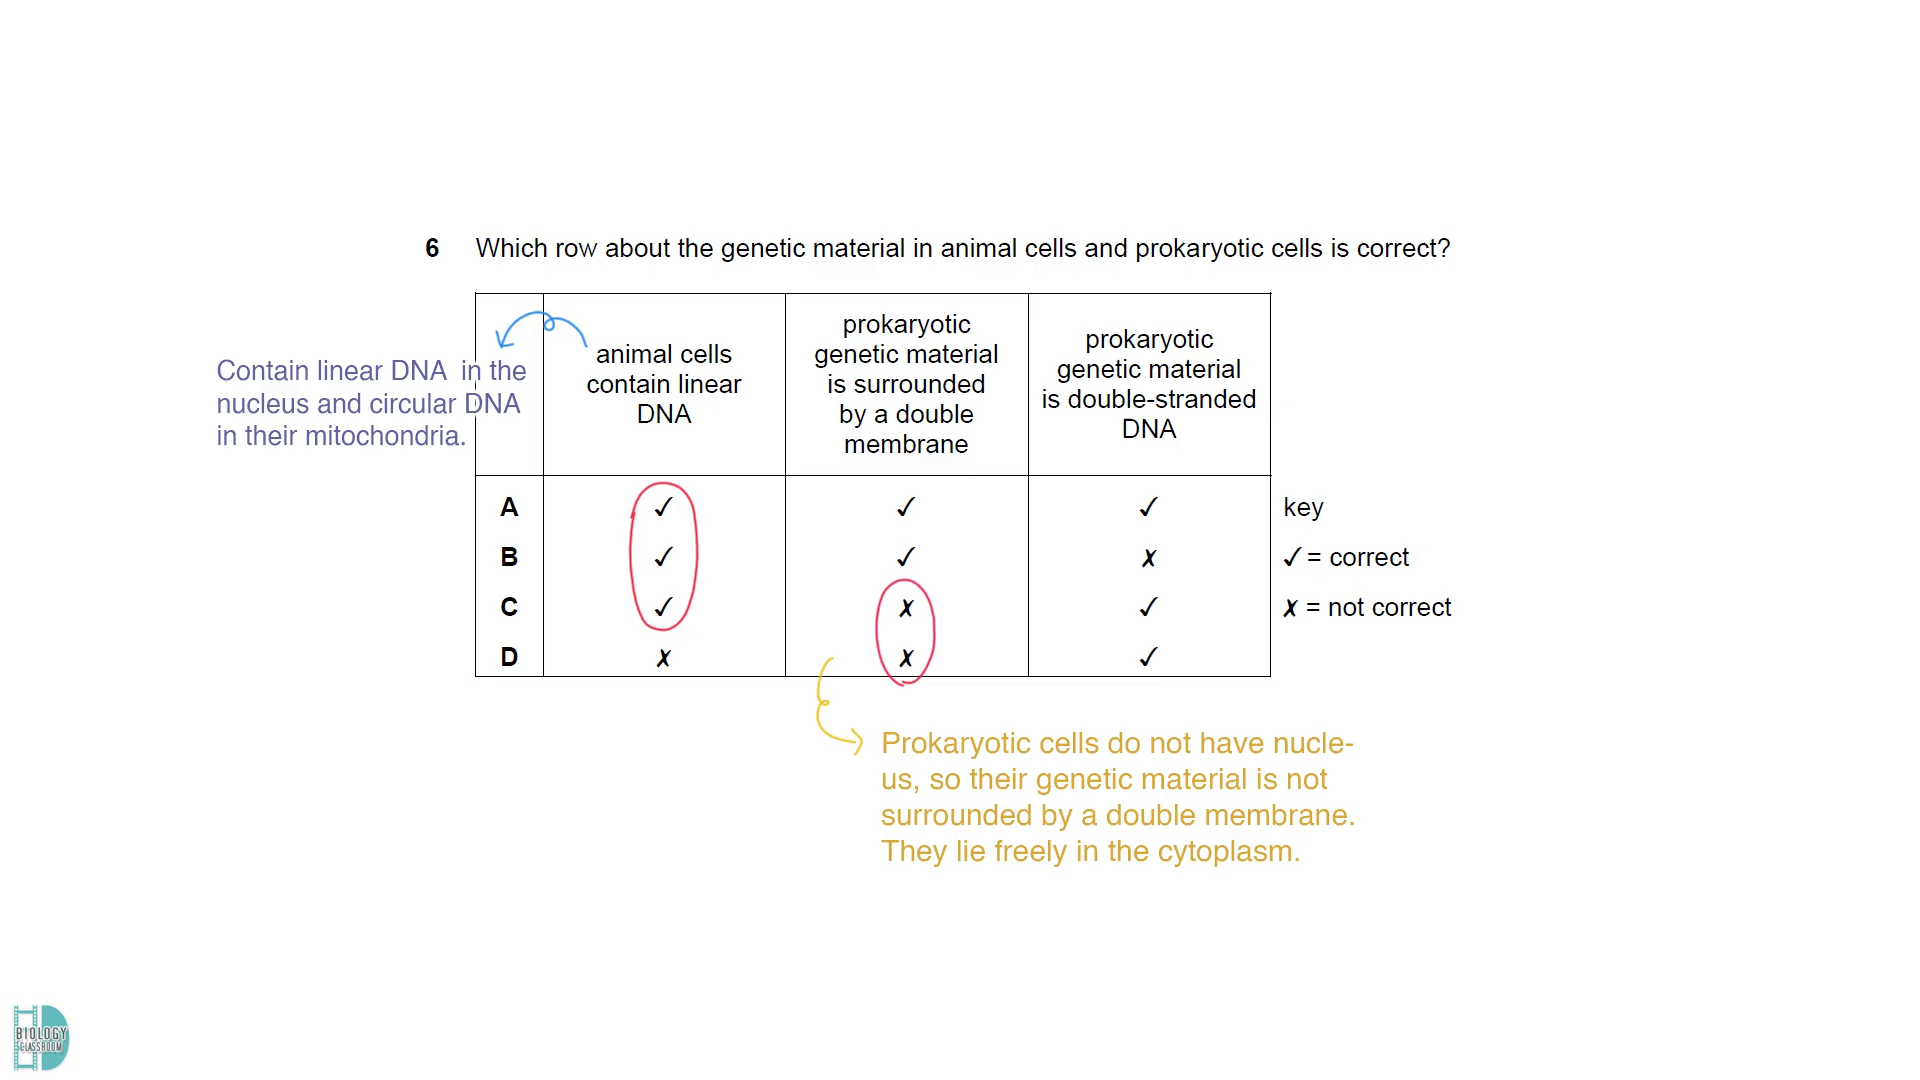 6 Which row about the genetic material in animal cells and prokaryotic cells is correct?
animal cells
contain linear
DNA
prokaryotic
genetic material
is surrounded
by a double
membrane
prokaryotic
genetic material
is double-stranded
DNA
Contain linear DNA in the
nucleus and circular DNA
in their mitochondria.
A ✓ ✓ ✓
B ✓ ✓ ✗
C ✓ ✗ ✓
D ✗ ✗ ✓
key
✓ = correct
✗ = not correct
Prokaryotic cells do not have nucle-
us, so their genetic material is not
surrounded by a double membrane.
They lie freely in the cytoplasm.
BIOLOGY
CLASSROOM